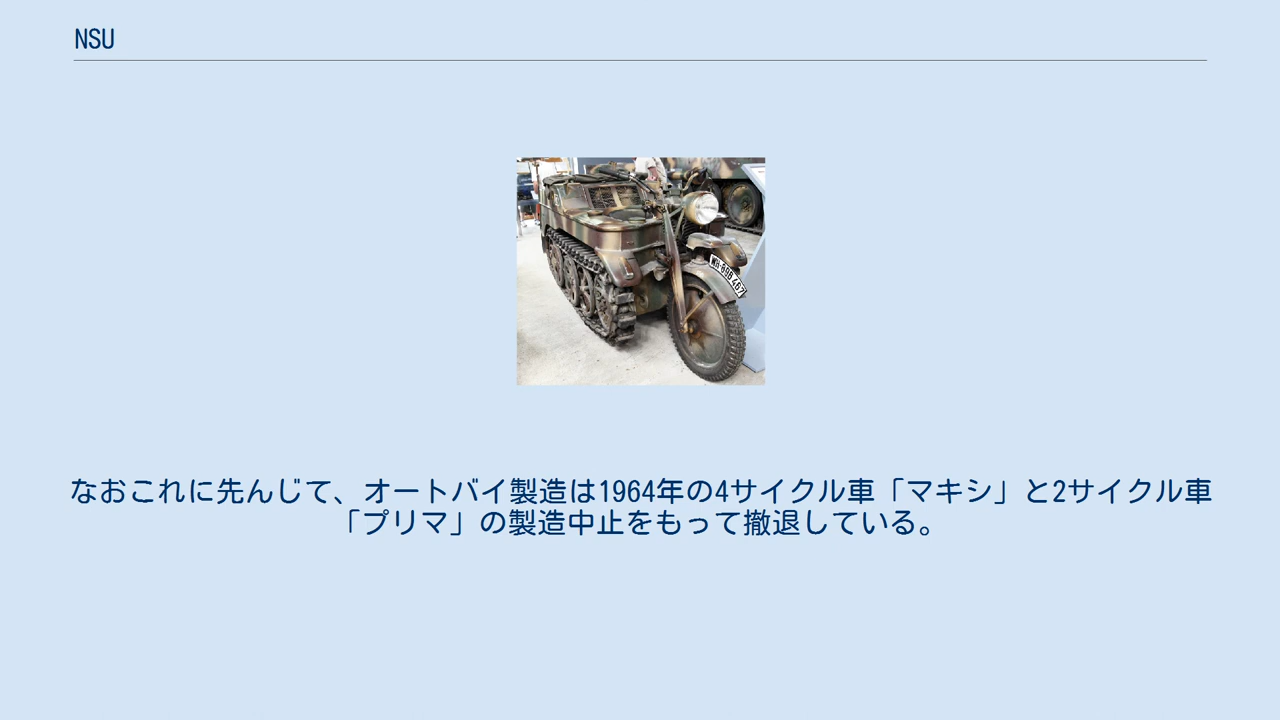 NSU
WH-688 467
なおこれに先んじて、オートバイ製造は1964年の4サイクル車「マキシ」と2サイクル車
「プリマ」の製造中止をもって撤退している。